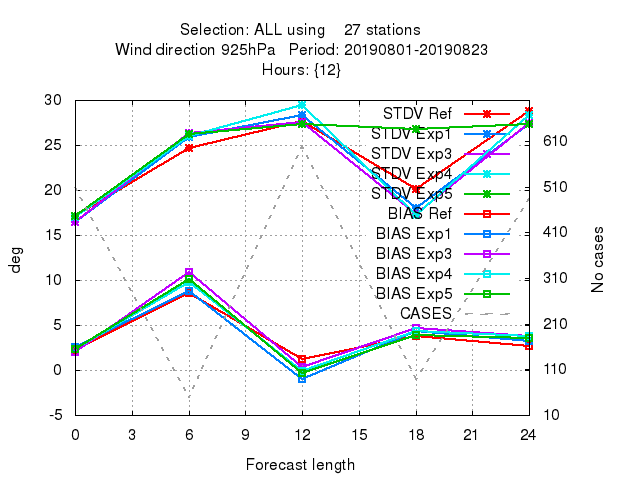 Selection: ALL using 27 stations
Wind direction 925hPa Period: 20190801-20190823
Hours: {12}
30
25
20
15
10
5
0
-5
deg
STDV Ref
STDV Exp1
STDV Exp3
STDV Exp4
STDV Exp5
BIAS Ref
BIAS Exp1
BIAS Exp3
BIAS Exp4
BIAS Exp5
CASES
610
510
410
310
210
110
10
No cases
0 3 6 9 12 15 18 21 24
Forecast length